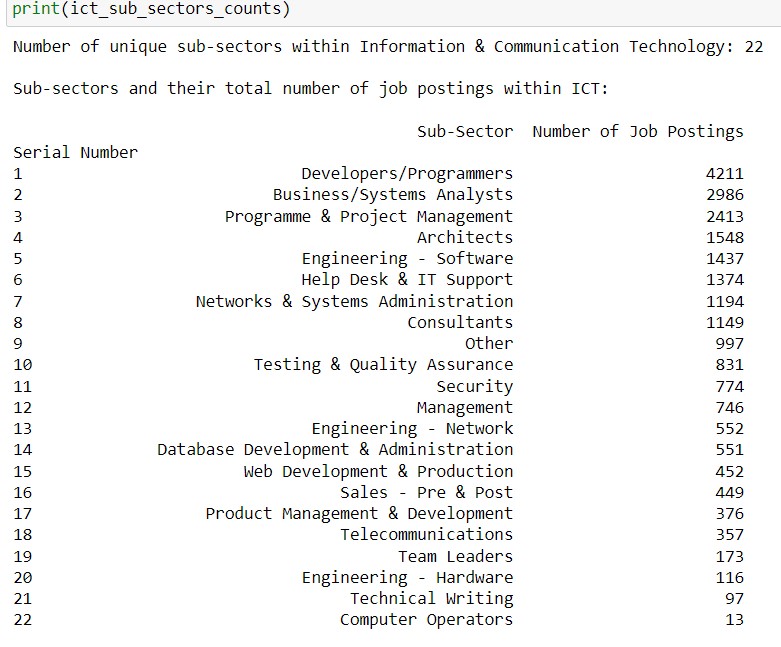 print(ict_sub_sectors_counts)
Number of unique sub-sectors within Information & Communication Technology: 22
Sub-sectors and their total number of job postings within ICT:
Sub-Sector Number of Job Postings
Serial Number
1 Developers/Programmers 4211
2 Business/Systems Analysts 2986
3 Programme & Project Management 2413
4 Architects 1548
5 Engineering - Software 1437
6 Help Desk & IT Support 1374
7 Networks & Systems Administration 1194
8 Consultants 1149
9 Other 997
10 Testing & Quality Assurance 831
11 Security 774
12 Management 746
13 Engineering - Network 552
14 Database Development & Administration 551
15 Web Development & Production 452
16 Sales - Pre & Post 449
17 Product Management & Development 376
18 Telecommunications 357
19 Team Leaders 173
20 Engineering - Hardware 116
21 Technical Writing 97
22 Computer Operators 13